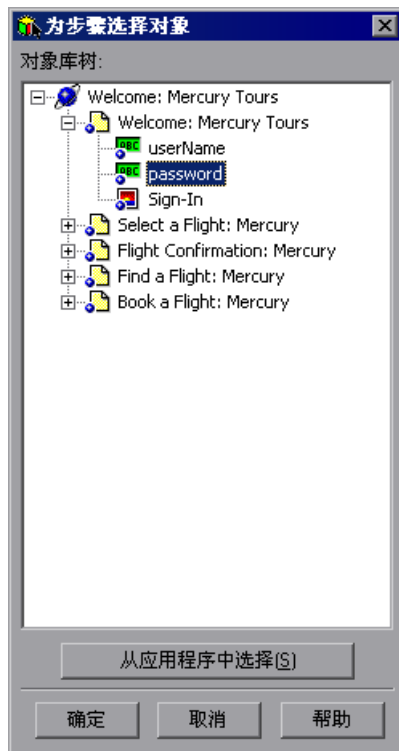 为步骤选择对象
对象库树:
Welcome: Mercury Tours
Welcome: Mercury Tours
ABC userName
ABC password
Sign-In
Select a Flight: Mercury
Flight Confirmation: Mercury
Find a Flight: Mercury
Book a Flight: Mercury
从应用程序中选择(S)
确定 取消 帮助